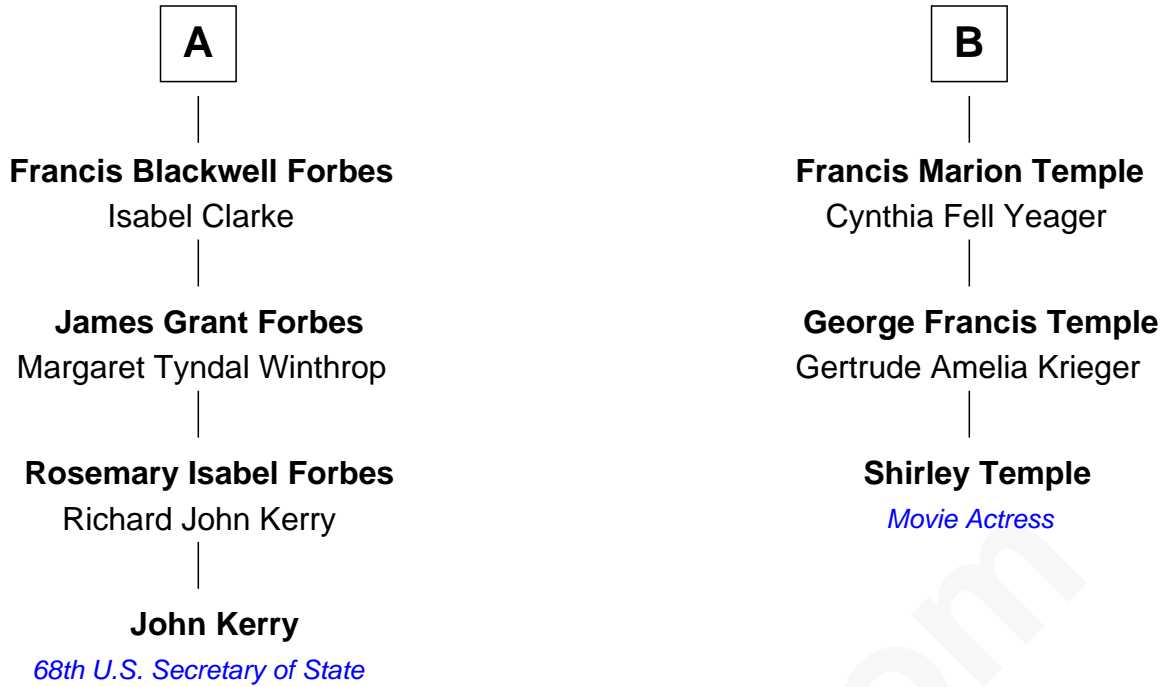 A
Francis Blackwell Forbes
Isabel Clarke
James Grant Forbes
Margaret Tyndal Winthrop
Rosemary Isabel Forbes
Richard John Kerry
John Kerry
68th U.S. Secretary of State
B
Francis Marion Temple
Cynthia Fell Yeager
George Francis Temple
Gertrude Amelia Krieger
Shirley Temple
Movie Actress
om